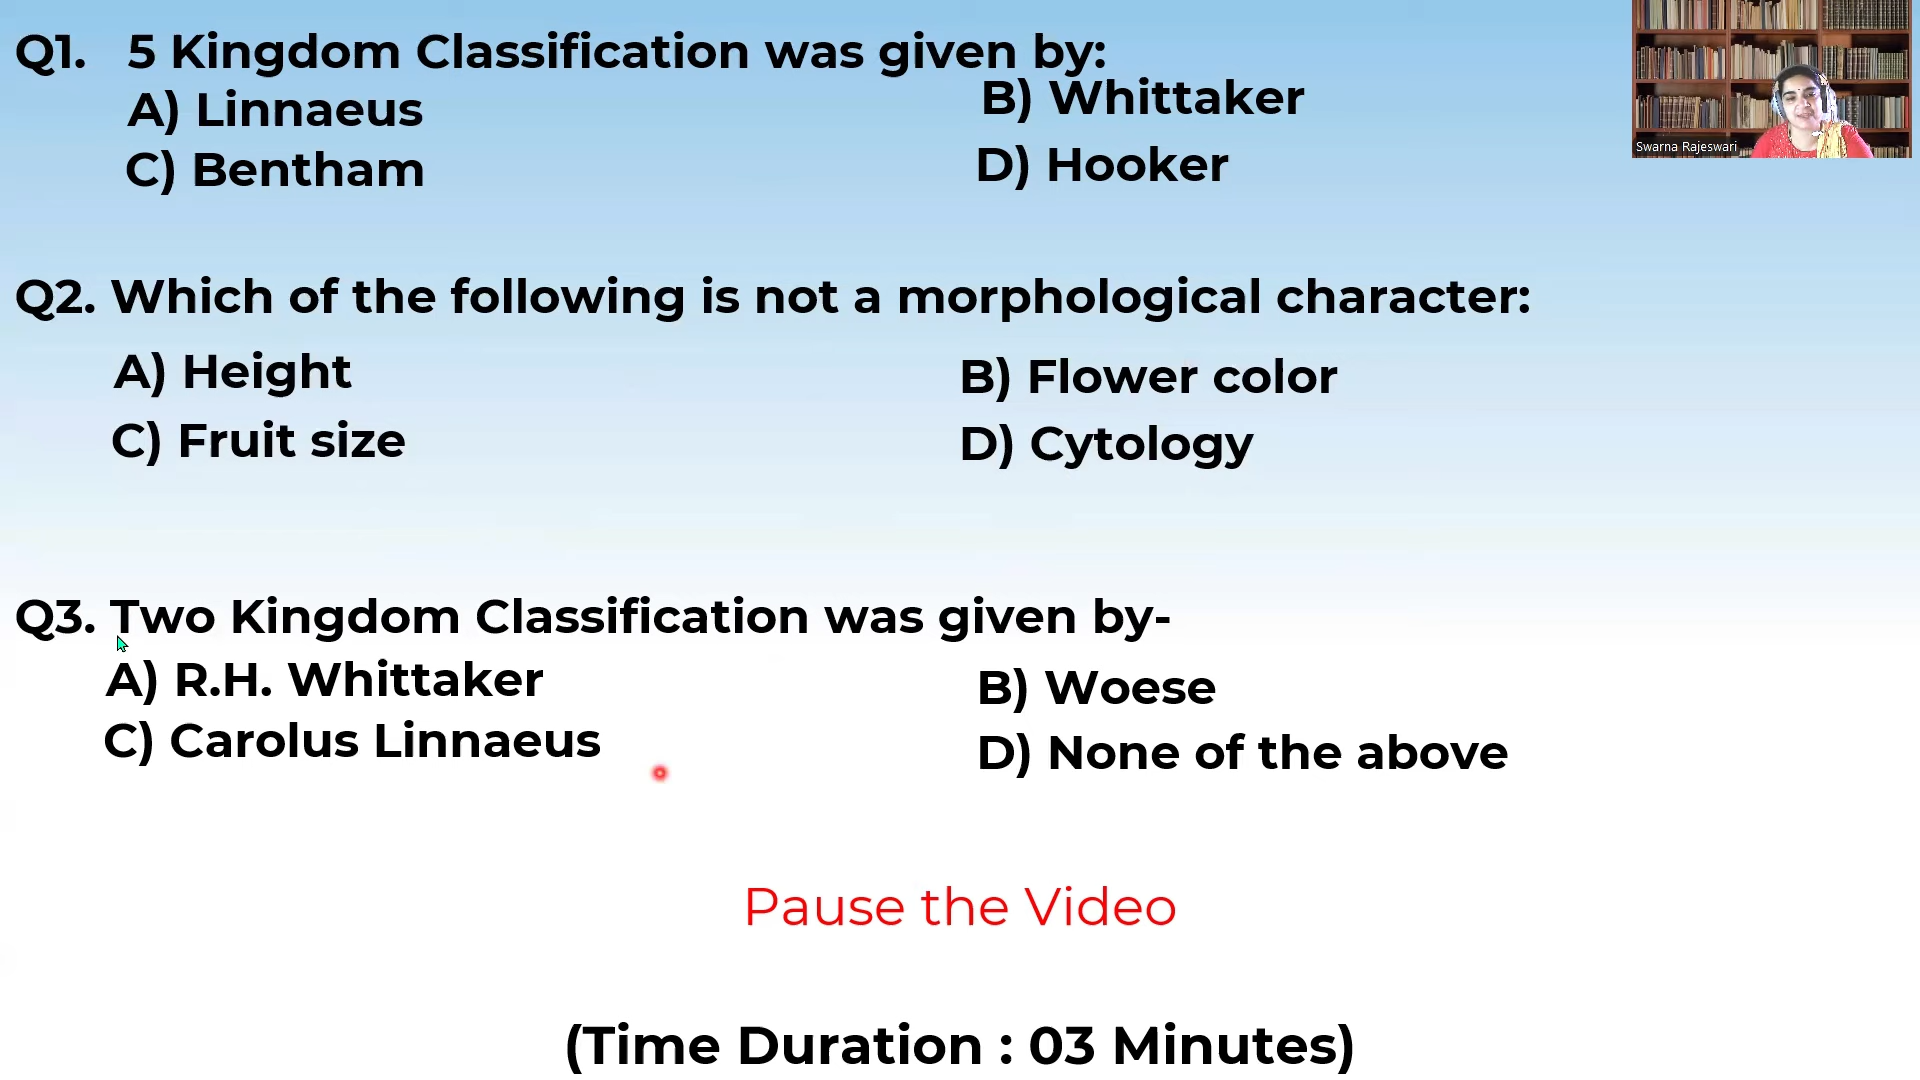 Q1. 5 Kingdom Classification was given by:
A) Linnaeus
B) Whittaker
C) Bentham
D) Hooker
Swarna Rajeswari
Q2. Which of the following is not a morphological character:
A) Height
B) Flower color
C) Fruit size
D) Cytology
Q3. Two Kingdom Classification was given by-
A) R.H. Whittaker
B) Woese
C) Carolus Linnaeus
D) None of the above
Pause the Video
(Time Duration : 03 Minutes)